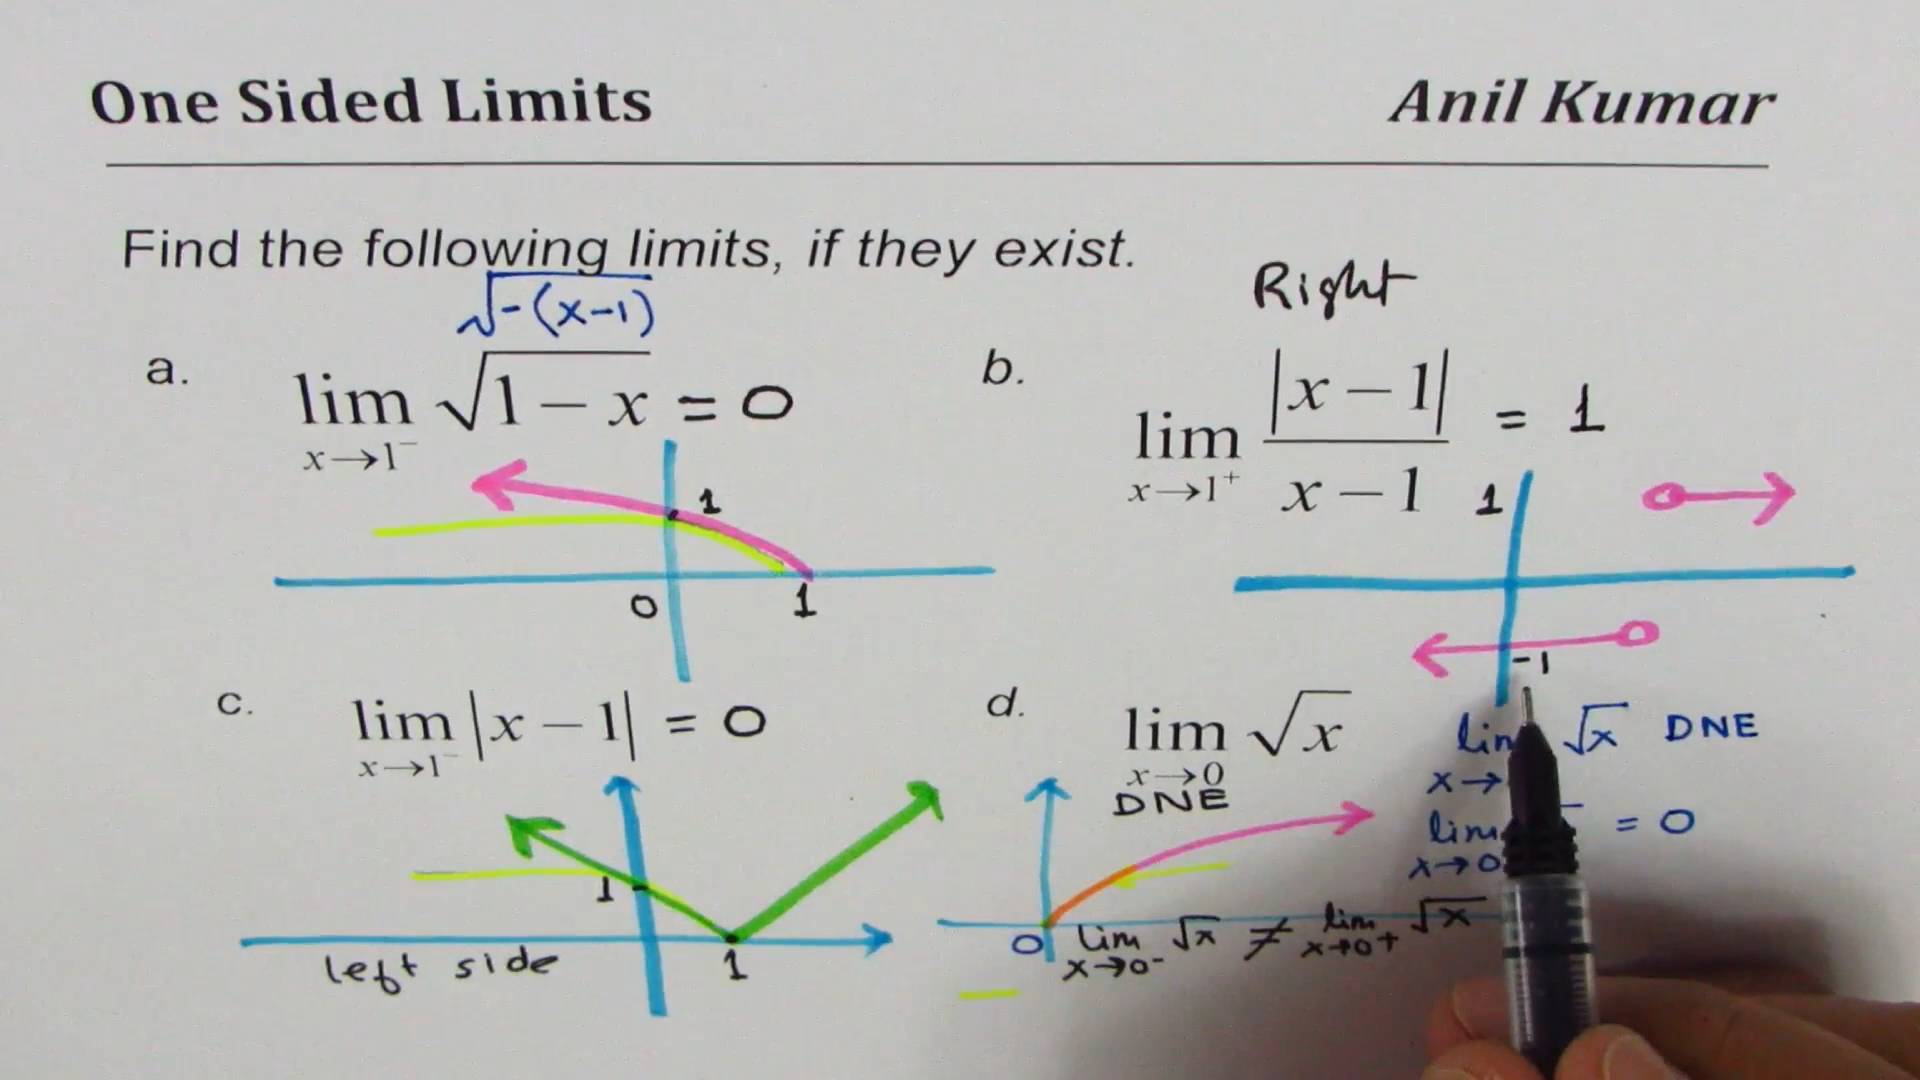 One Sided Limits Anil Kumar
Find the following limits, if they exist.
√-(x-1)
Right
a. lim x→1⁻ √1 − x = 0
b. lim x→1⁺ |x − 1| / x − 1 = 1
1
0
1
1
-1
c. lim x→1⁻ |x − 1| = 0
d. lim x→0 √x
DNE
√x DNE
x→
lim
= 0
x→0
1
1
left side
0
lim x→0⁻ √x ≠ lim x→0+ √x